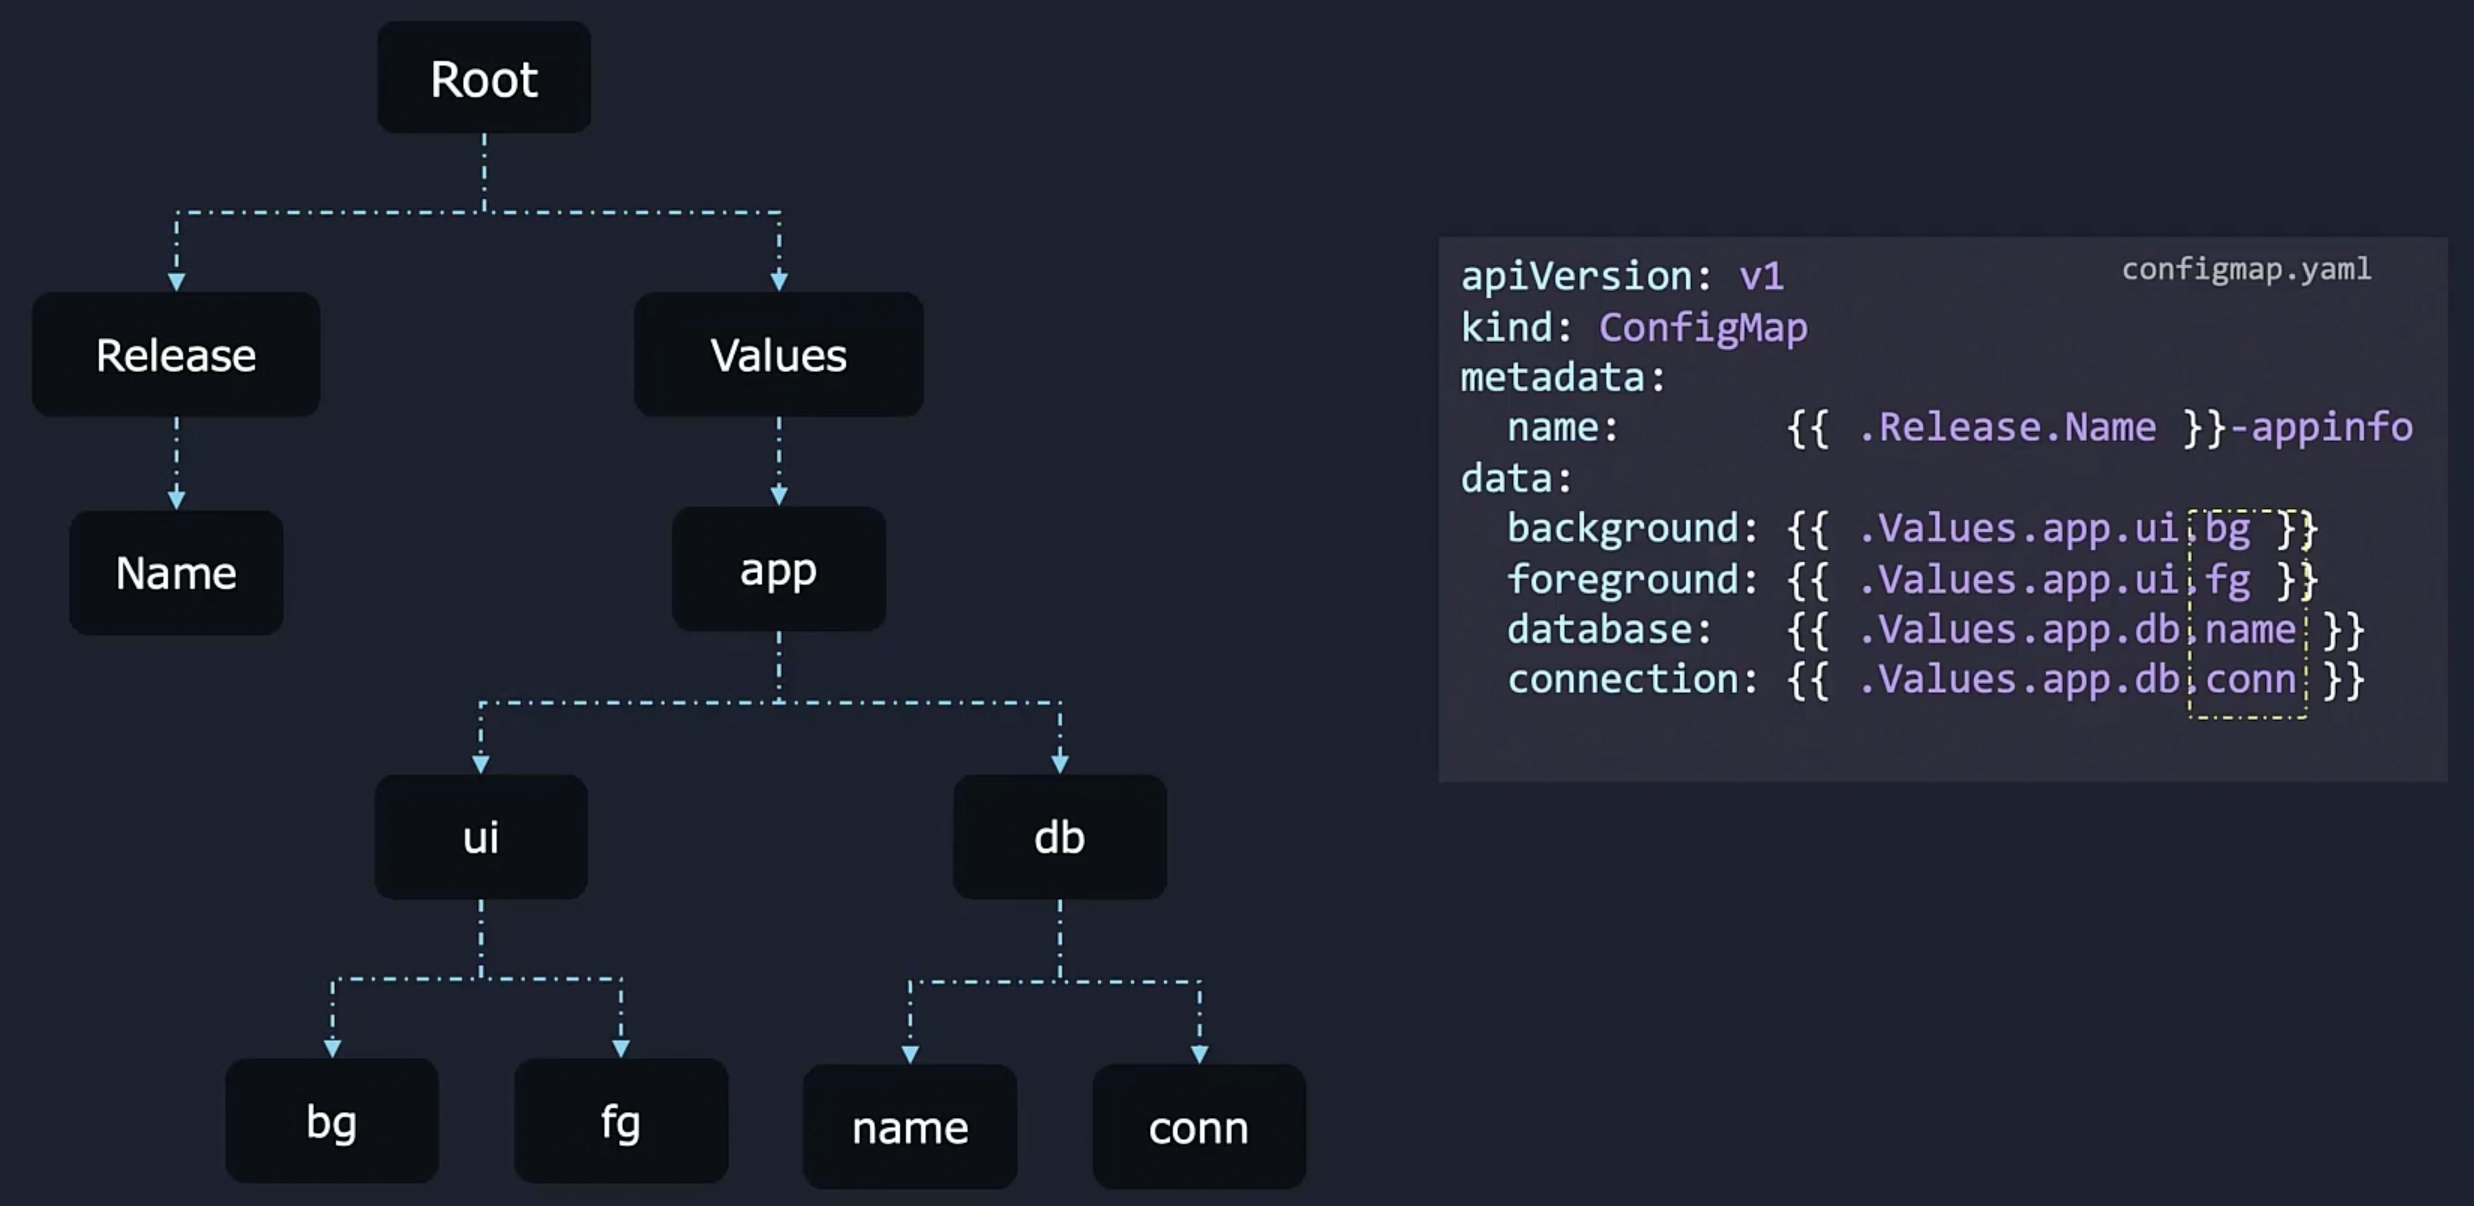 Root
Release
Values
Name
app
ui
db
bg
fg
name
conn
configmap.yaml
apiVersion: v1
kind: ConfigMap
metadata:
  name:       {{ .Release.Name }}-appinfo
data:
  background: {{ .Values.app.ui.bg }}
  foreground: {{ .Values.app.ui.fg }}
  database:   {{ .Values.app.db.name }}
  connection: {{ .Values.app.db.conn }}